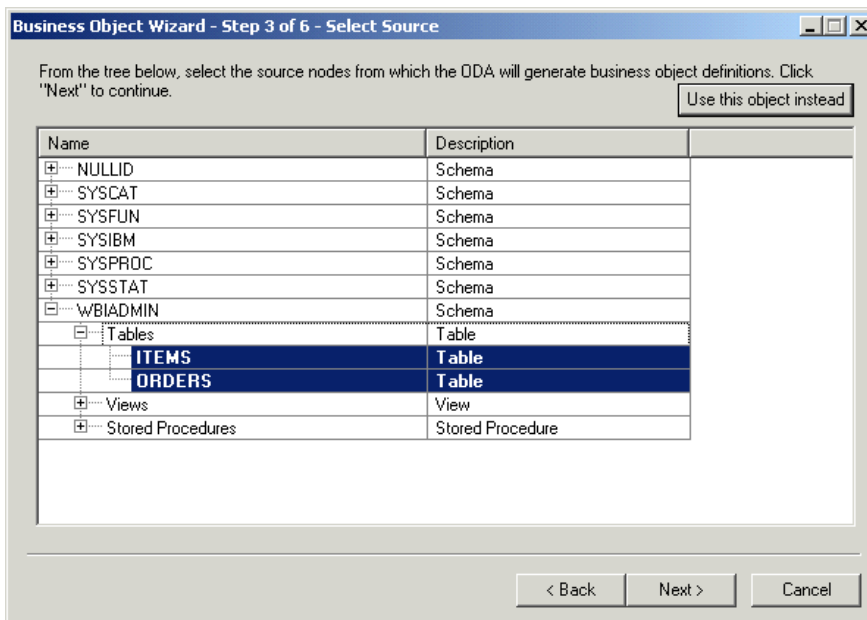 Business Object Wizard - Step 3 of 6 - Select Source
From the tree below, select the source nodes from which the ODA will generate business object definitions. Click
"Next" to continue.
Use this object instead
Name Description
NULLID Schema
SYSCAT Schema
SYSFUN Schema
SYSIBM Schema
SYSPROC Schema
SYSSTAT Schema
WBIADMIN Schema
Tables Table
ITEMS Table
ORDERS Table
Views View
Stored Procedures Stored Procedure
< Back Next > Cancel